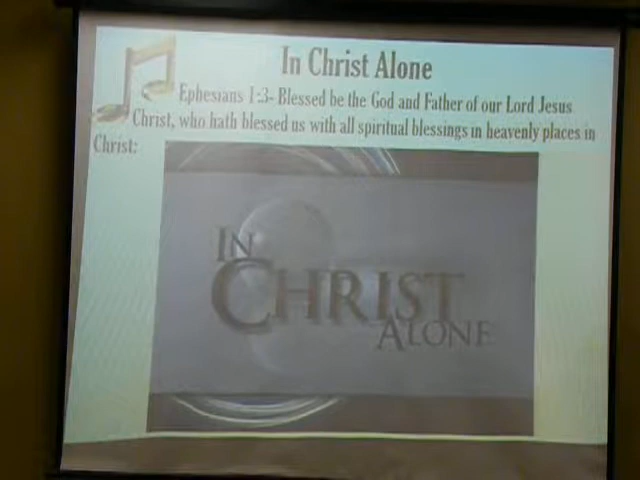 In Christ Alone
Ephesians 1:3- Blessed be the God and Father of our Lord Jesus
Christ, who hath blessed us with all spiritual blessings in heavenly places in
Christ:
IN
CHRIST
ALONE